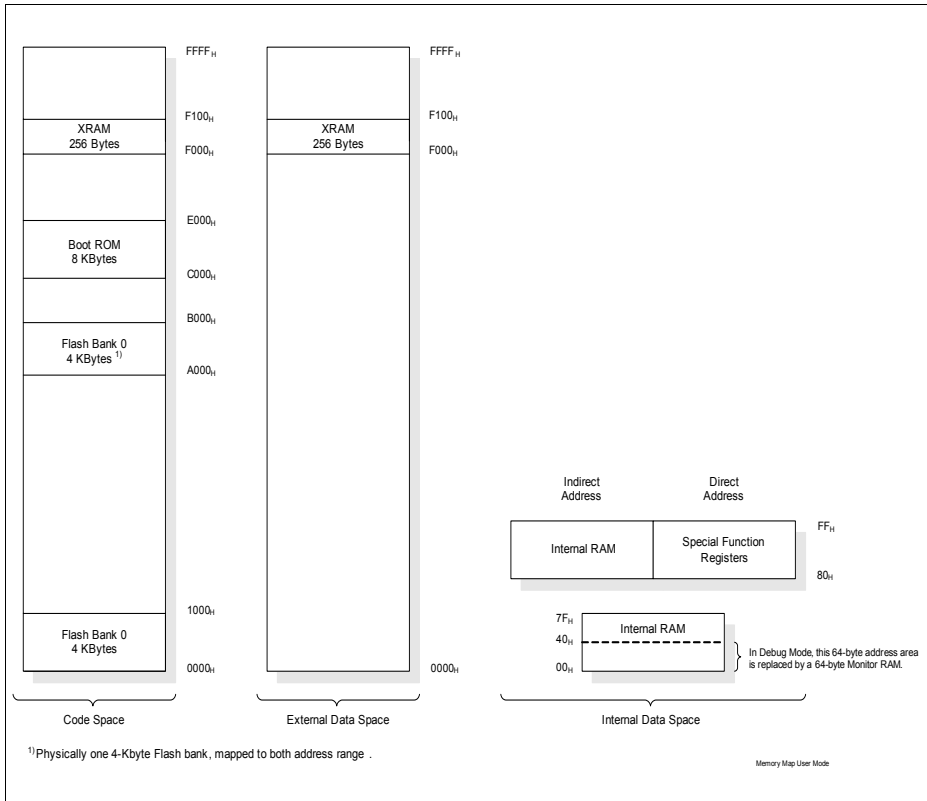 FFFFH
F100H
XRAM
256 Bytes
F000H
E000H
Boot ROM
8 KBytes
C000H
B000H
Flash Bank 0
4 KBytes 1)
A000H
1000H
Flash Bank 0
4 KBytes
0000H
Code Space
FFFFH
F100H
XRAM
256 Bytes
F000H
0000H
External Data Space
Indirect
Address
Direct
Address
Internal RAM
Special Function
Registers
FFH
80H
7FH
Internal RAM
40H
00H
In Debug Mode, this 64-byte address area
is replaced by a 64-byte Monitor RAM.
Internal Data Space
1)Physically one 4-Kbyte Flash bank, mapped to both address range .
Memory Map User Mode